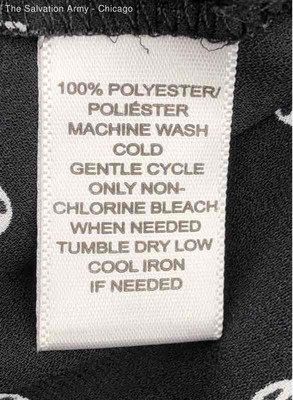 The Salvation Army - Chicago
100% POLYESTER/
POLIÉSTER
MACHINE WASH
COLD
GENTLE CYCLE
ONLY NON-
CHLORINE BLEACH
WHEN NEEDED
TUMBLE DRY LOW
COOL IRON
IF NEEDED